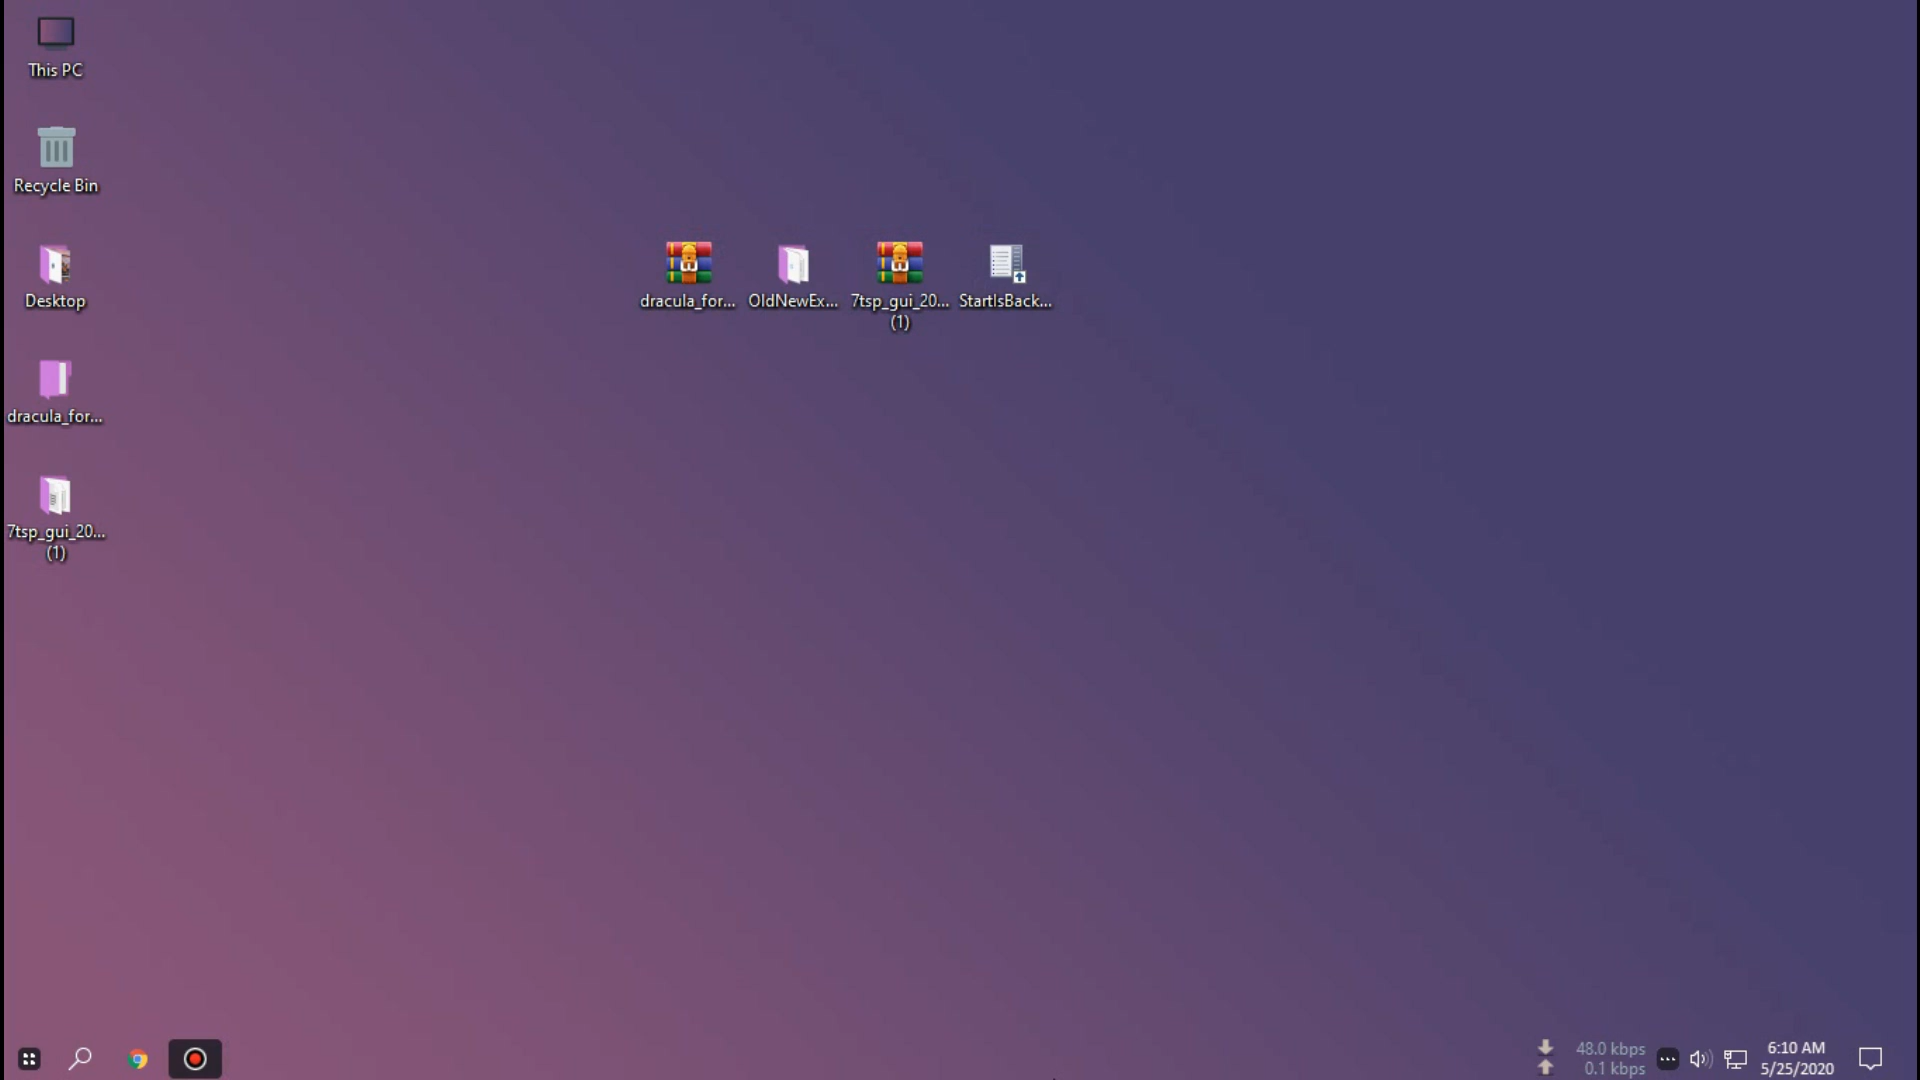 This PC
Recycle Bin
Desktop
dracula_for...
7tsp_gui_20...
(1)
dracula_for...
OldNewEx...
7tsp_gui_20...
(1)
StartIsBack...
48.0 kbps
0.1 kbps
6:10 AM
5/25/2020